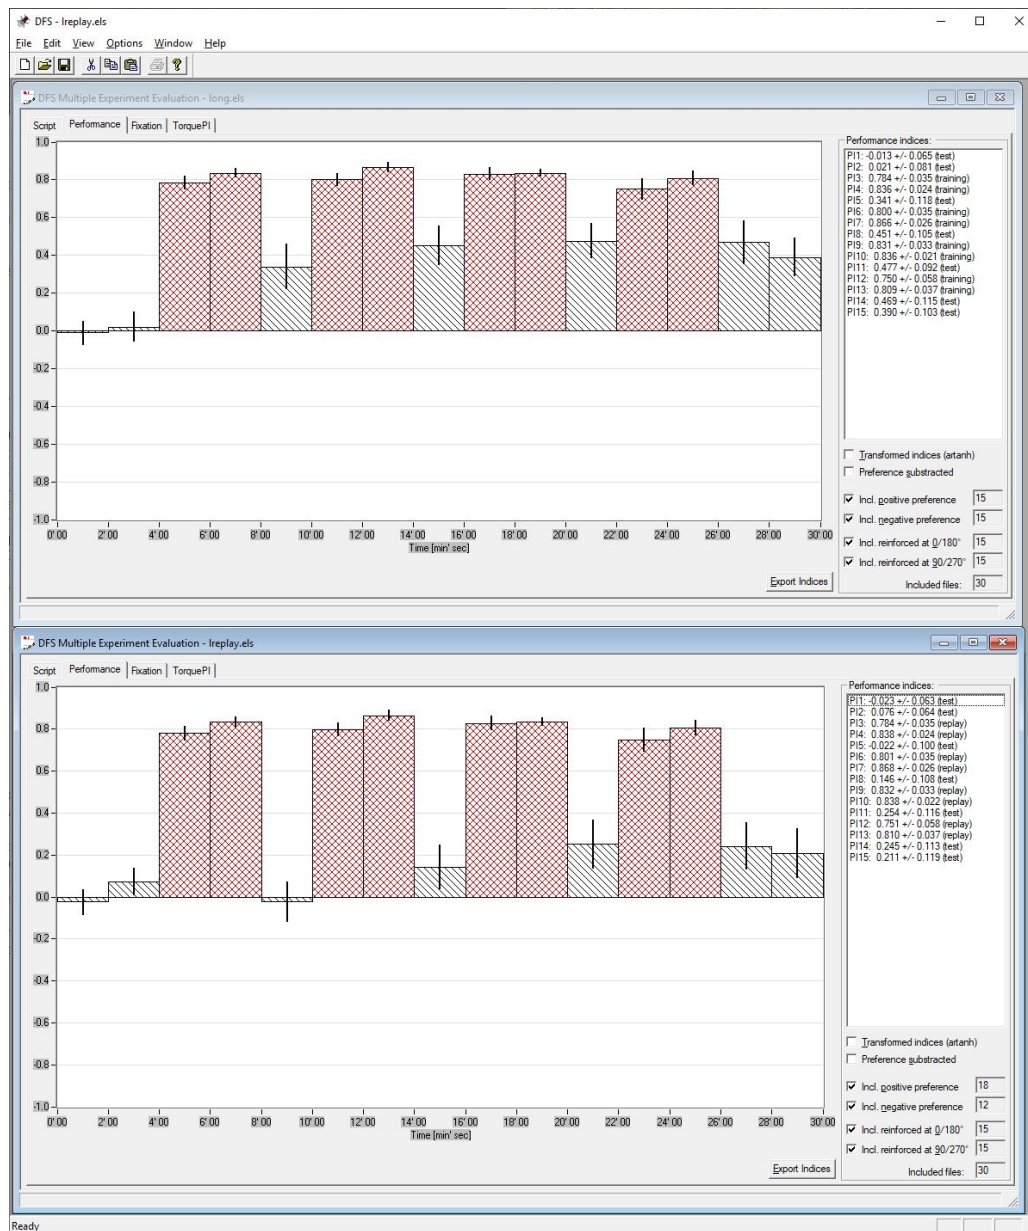 DFS - lreplay.els
File Edit View Options Window Help
DFS Multiple Experiment Evaluation - long.els
Script Performance Fixation TorquePI
Performance indices:
1.0
0.8
0.6
0.4
0.2
0.0
-0.2
-0.4
-0.6
-0.8
-1.0
0'00 2'00 4'00 6'00 8'00 10'00 12'00 14'00 16'00 18'00 20'00 22'00 24'00 26'00 28'00 30'00
Time [min' sec]
PI1: -0.013 +/- 0.065 (test)
PI2: 0.021 +/- 0.081 (test)
PI3: 0.784 +/- 0.035 (training)
PI4: 0.836 +/- 0.024 (training)
PI5: 0.341 +/- 0.118 (test)
PI6: 0.800 +/- 0.035 (training)
PI7: 0.866 +/- 0.026 (training)
PI8: 0.451 +/- 0.105 (test)
PI9: 0.831 +/- 0.033 (training)
PI10: 0.836 +/- 0.021 (training)
PI11: 0.477 +/- 0.092 (test)
PI12: 0.750 +/- 0.058 (training)
PI13: 0.809 +/- 0.037 (training)
PI14: 0.469 +/- 0.115 (test)
PI15: 0.390 +/- 0.103 (test)
Transformed indices (artanh)
Preference substracted
Incl. positive preference 15
Incl. negative preference 15
Incl. reinforced at 0/180° 15
Incl. reinforced at 90/270° 15
Export Indices
Included files: 30
DFS Multiple Experiment Evaluation - lreplay.els
Script Performance Fixation TorquePI
Performance indices:
1.0
0.8
0.6
0.4
0.2
0.0
-0.2
-0.4
-0.6
-0.8
-1.0
0'00 2'00 4'00 6'00 8'00 10'00 12'00 14'00 16'00 18'00 20'00 22'00 24'00 26'00 28'00 30'00
Time [min' sec]
PI1: -0.023 +/- 0.063 (test)
PI2: 0.076 +/- 0.064 (test)
PI3: 0.784 +/- 0.035 (replay)
PI4: 0.838 +/- 0.024 (replay)
PI5: -0.022 +/- 0.100 (test)
PI6: 0.801 +/- 0.035 (replay)
PI7: 0.868 +/- 0.026 (replay)
PI8: 0.146 +/- 0.108 (test)
PI9: 0.832 +/- 0.033 (replay)
PI10: 0.838 +/- 0.022 (replay)
PI11: 0.254 +/- 0.116 (test)
PI12: 0.751 +/- 0.058 (replay)
PI13: 0.810 +/- 0.037 (replay)
PI14: 0.245 +/- 0.113 (test)
PI15: 0.211 +/- 0.119 (test)
Transformed indices (artanh)
Preference substracted
Incl. positive preference 18
Incl. negative preference 12
Incl. reinforced at 0/180° 15
Incl. reinforced at 90/270° 15
Export Indices
Included files: 30
Ready